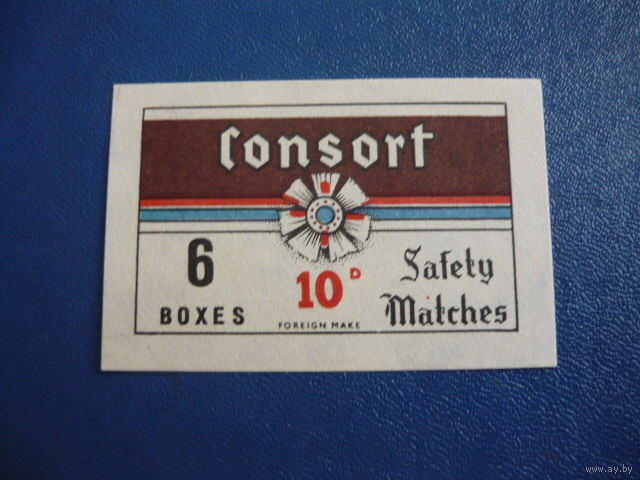 Consort
6 BOXES
10D
FOREIGN MAKE
Safety
Matches
www.ay.by